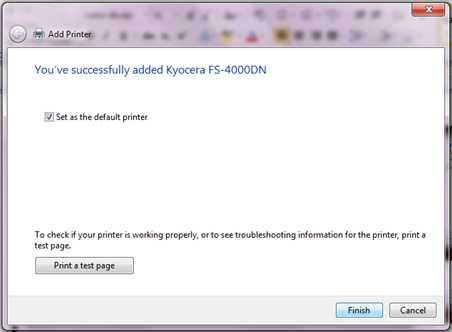 Add Printer
You've successfully added Kyocera FS-4000DN
Set as the default printer
To check if your printer is working properly, or to see troubleshooting information for the printer, print a
test page.
Print a test page
Finish
Cancel